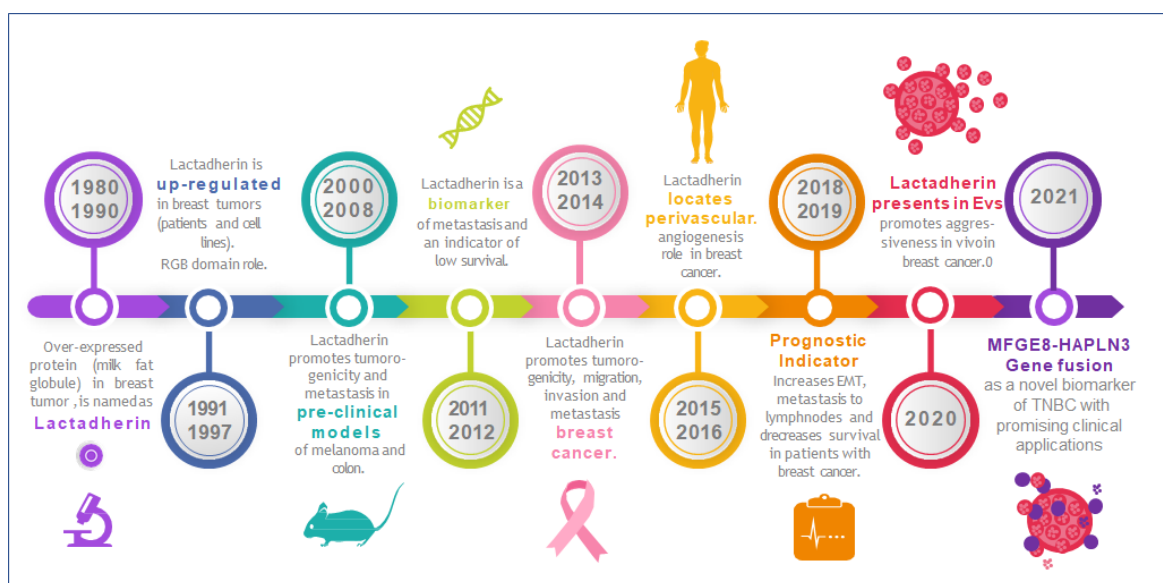 1980
1990
Over-expressed
protein (milk fat
globule) in breast
tumor , is named as
Lactadherin
Lactadherin is
up-regulated
in breast tumors
(patients and cell
lines).
RGB domain role.
1991
1997
2000
2008
Lactadherin
promotes tumoro-
genicity and
metastasis in
pre-clinical
models
of melanoma and
colon.
Lactadherin is a
biomarker
of metastasis and
an indicator of
low survival.
2011
2012
2013
2014
Lactadherin
promotes tumoro-
genicity, migration,
invasion and
metastasis
breast
cancer.
Lactadherin
locates
perivascular.
angiogenesis
role in breast
cancer.
2015
2016
2018
2019
Prognostic
Indicator
Increases EMT,
metastasis to
lymphnodes and
drecreases survival
in patients with
breast cancer.
Lactadherin
presents in Evs
promotes aggres-
siveness in vivoin
breast cancer.0
2020
2021
MFGE8-HAPLN3
Gene fusion
as a novel biomarker
of TNBC with
promising clinical
applications